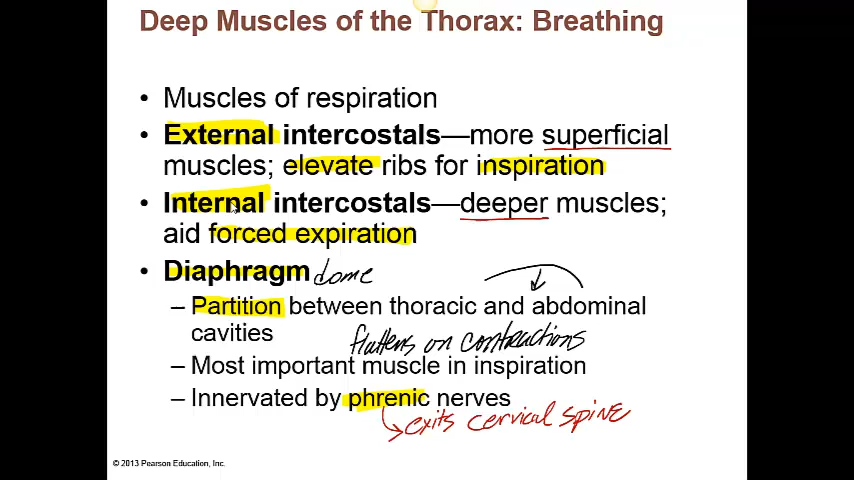 Deep Muscles of the Thorax: Breathing
• Muscles of respiration
• External intercostals—more superficial
muscles; elevate ribs for inspiration
• Internal intercostals—deeper muscles;
aid forced expiration
• Diaphragm dome
– Partition between thoracic and abdominal
cavities
flattens on contractions
– Most important muscle in inspiration
– Innervated by phrenic nerves
exits cervical spine
© 2013 Pearson Education, Inc.